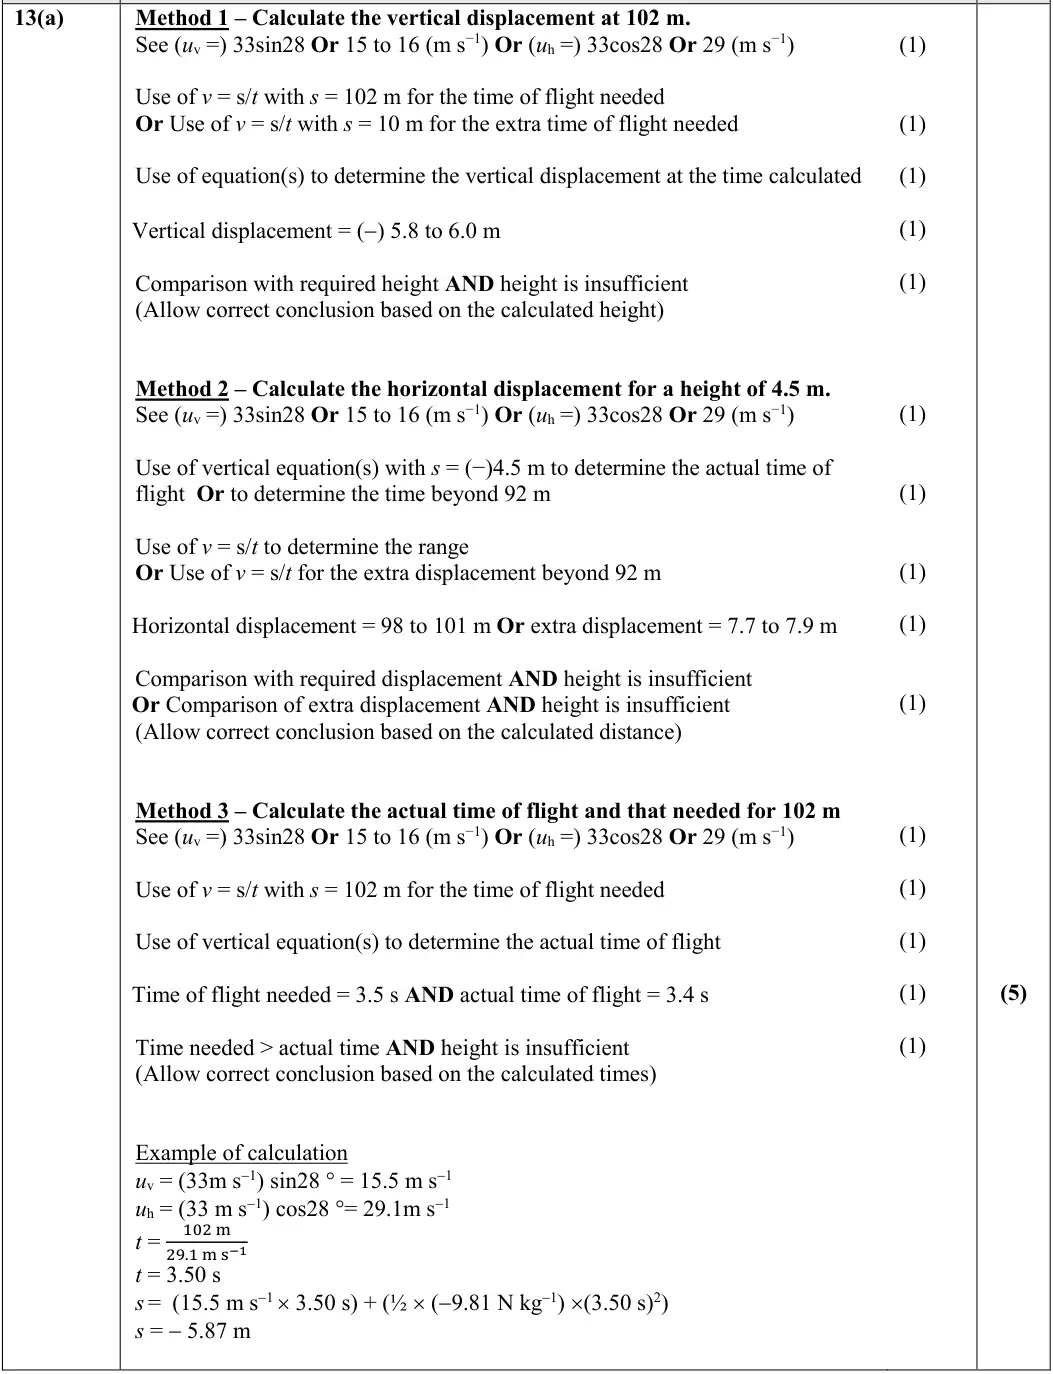 13(a)
Method 1 – Calculate the vertical displacement at 102 m.
See (uᵥ =) 33sin28 Or 15 to 16 (m s⁻¹) Or (uₕ =) 33cos28 Or 29 (m s⁻¹) (1)
Use of v = s/t with s = 102 m for the time of flight needed
Or Use of v = s/t with s = 10 m for the extra time of flight needed (1)
Use of equation(s) to determine the vertical displacement at the time calculated (1)
Vertical displacement = (−) 5.8 to 6.0 m (1)
Comparison with required height AND height is insufficient (1)
(Allow correct conclusion based on the calculated height)
Method 2 – Calculate the horizontal displacement for a height of 4.5 m.
See (uᵥ =) 33sin28 Or 15 to 16 (m s⁻¹) Or (uₕ =) 33cos28 Or 29 (m s⁻¹) (1)
Use of vertical equation(s) with s = (−)4.5 m to determine the actual time of
flight Or to determine the time beyond 92 m (1)
Use of v = s/t to determine the range
Or Use of v = s/t for the extra displacement beyond 92 m (1)
Horizontal displacement = 98 to 101 m Or extra displacement = 7.7 to 7.9 m (1)
Comparison with required displacement AND height is insufficient
Or Comparison of extra displacement AND height is insufficient (1)
(Allow correct conclusion based on the calculated distance)
Method 3 – Calculate the actual time of flight and that needed for 102 m
See (uᵥ =) 33sin28 Or 15 to 16 (m s⁻¹) Or (uₕ =) 33cos28 Or 29 (m s⁻¹) (1)
Use of v = s/t with s = 102 m for the time of flight needed (1)
Use of vertical equation(s) to determine the actual time of flight (1)
Time of flight needed = 3.5 s AND actual time of flight = 3.4 s (1) (5)
Time needed > actual time AND height is insufficient (1)
(Allow correct conclusion based on the calculated times)
Example of calculation
uᵥ = (33m s⁻¹) sin28 ° = 15.5 m s⁻¹
uₕ = (33 m s⁻¹) cos28 °= 29.1m s⁻¹
t = 102 m / 29.1 m s⁻¹
t = 3.50 s
s = (15.5 m s⁻¹ × 3.50 s) + (½ × (−9.81 N kg⁻¹) ×(3.50 s)²)
s = − 5.87 m